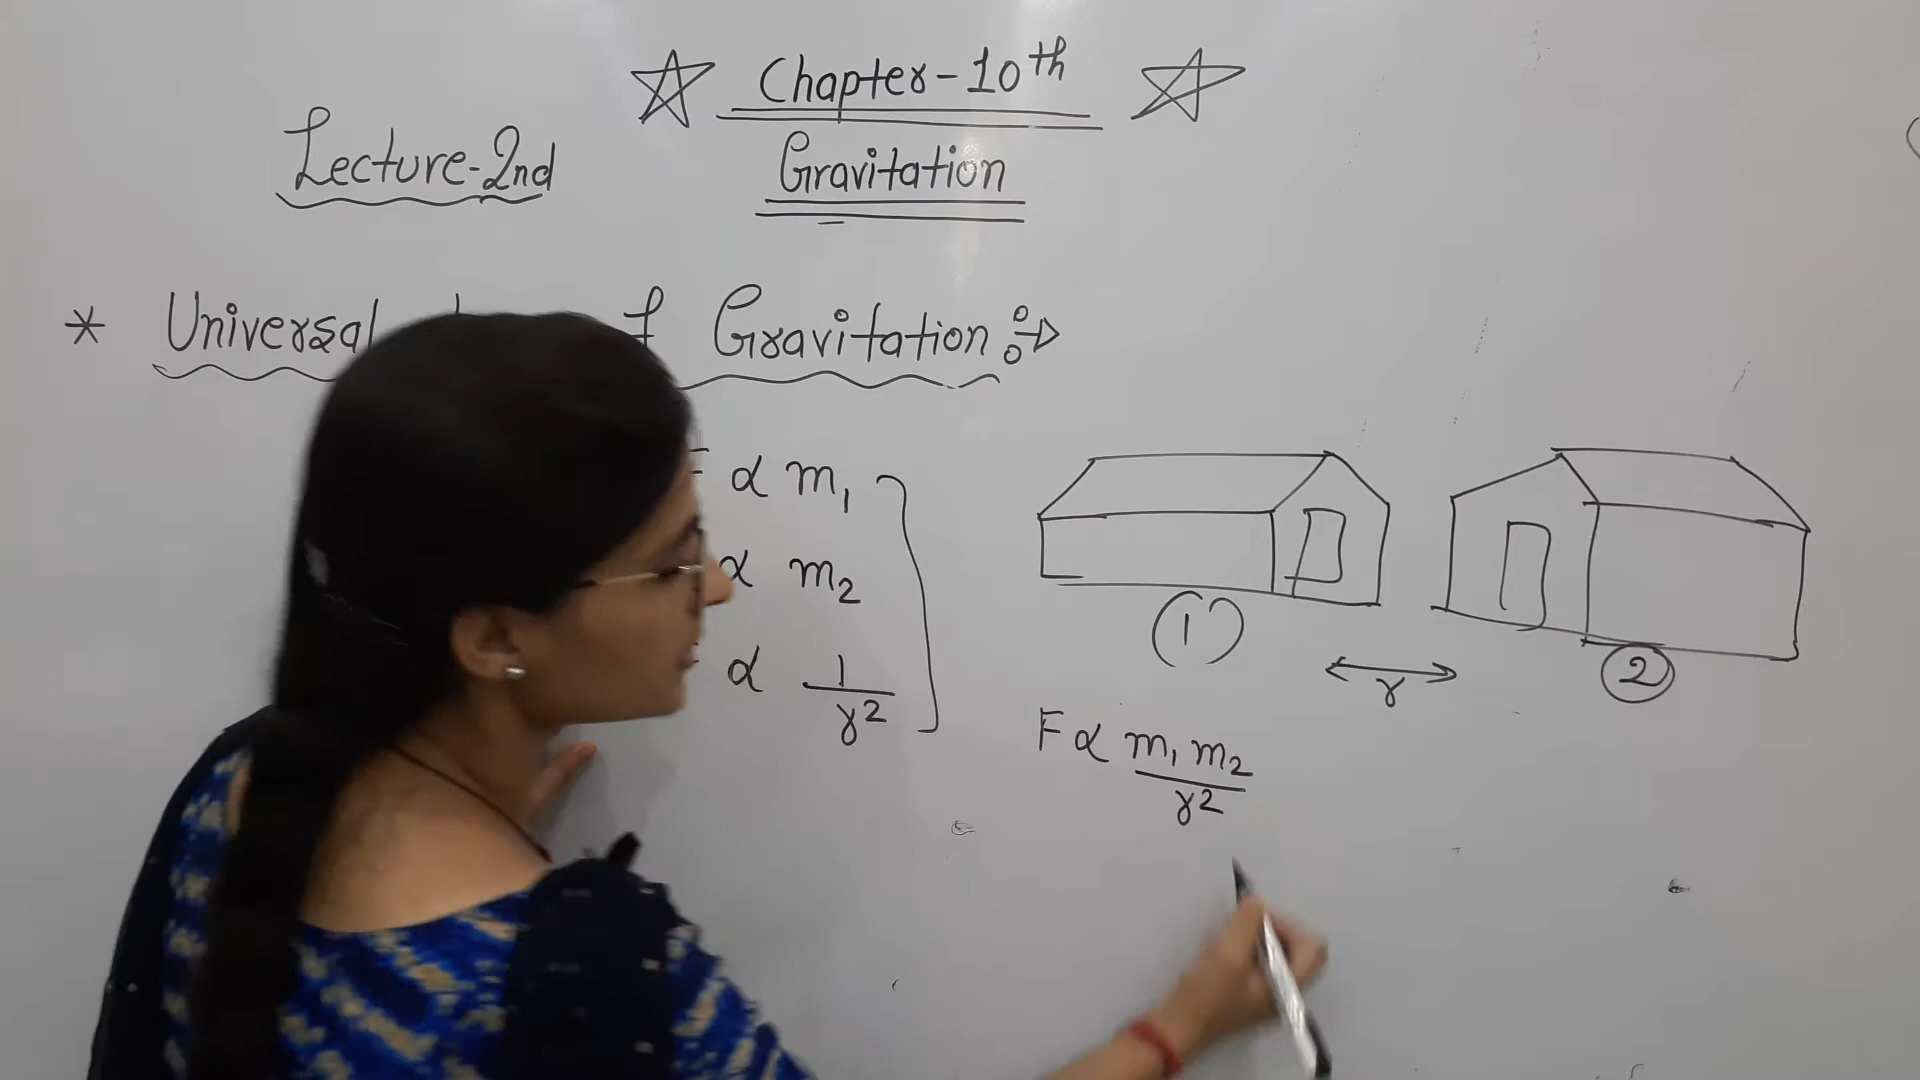 Chapter-10th
Lecture-2nd
Gravitation
* Universal f Gravitation:→
F ∝ m₁
∝ m₂
∝ 1/r²
1
2
r
F ∝ m₁ m₂/r²